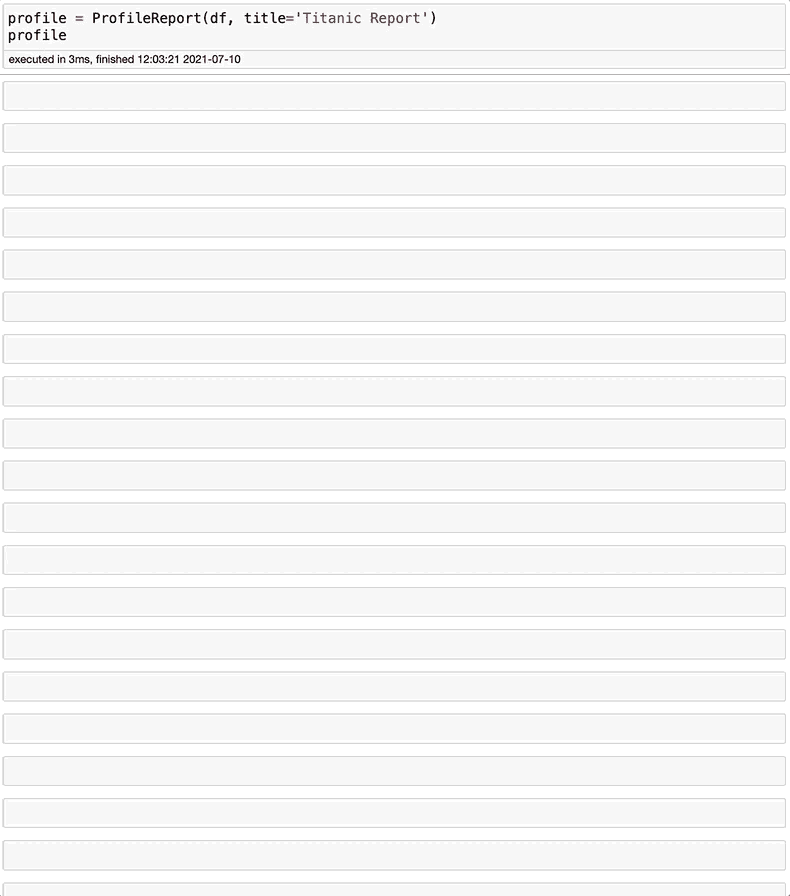 profile = ProfileReport(df, title='Titanic Report')
profile
executed in 3ms, finished 12:03:21 2021-07-10